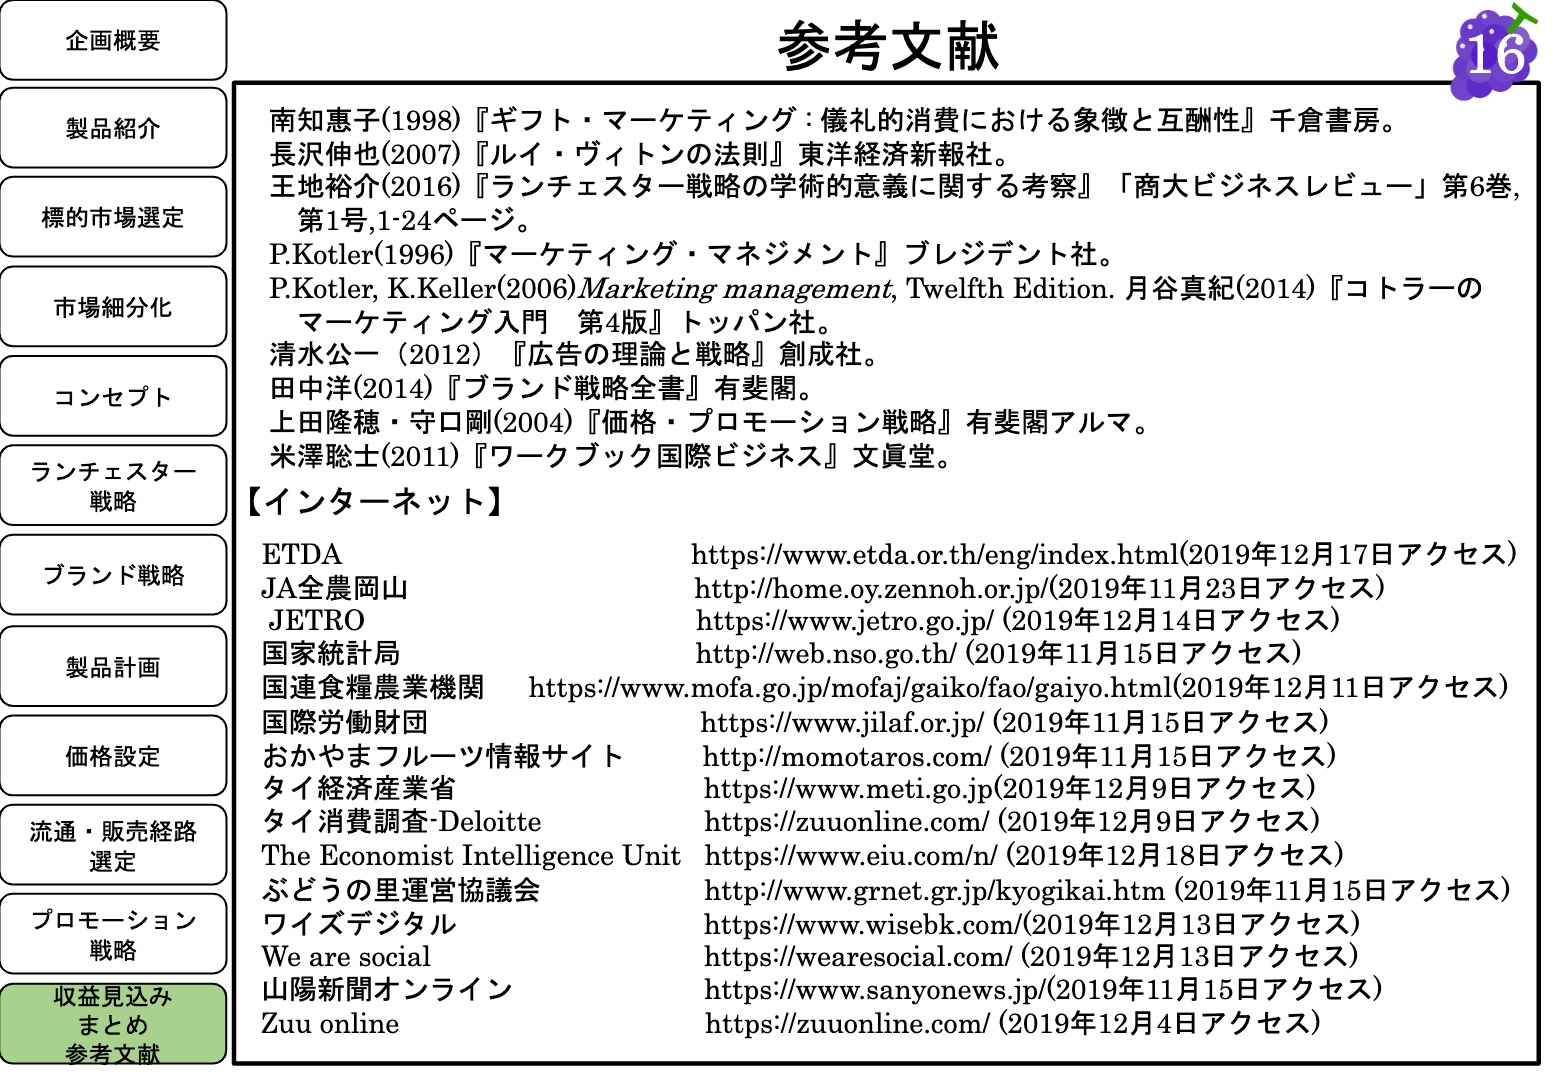 企画概要
製品紹介
標的市場選定
市場細分化
コンセプト
ランチェスター
戦略
ブランド戦略
製品計画
価格設定
流通・販売経路
選定
プロモーション
戦略
収益見込み
まとめ
参考文献
参考文献
16
南知惠子(1998)『ギフト・マーケティング：儀礼的消費における象徴と互酬性』千倉書房。
長沢伸也(2007)『ルイ・ヴィトンの法則』東洋経済新報社。
王地裕介(2016)『ランチェスター戦略の学術的意義に関する考察』「商大ビジネスレビュー」第6巻,
第1号,1-24ページ。
P.Kotler(1996)『マーケティング・マネジメント』ブレジデント社。
P.Kotler, K.Keller(2006)Marketing management, Twelfth Edition. 月谷真紀(2014)『コトラーの
マーケティング入門　第4版』トッパン社。
清水公一（2012）『広告の理論と戦略』創成社。
田中洋(2014)『ブランド戦略全書』有斐閣。
上田隆穂・守口剛(2004)『価格・プロモーション戦略』有斐閣アルマ。
米澤聡士(2011)『ワークブック国際ビジネス』文眞堂。
【インターネット】
ETDA https://www.etda.or.th/eng/index.html(2019年12月17日アクセス)
JA全農岡山 http://home.oy.zennoh.or.jp/(2019年11月23日アクセス)
JETRO https://www.jetro.go.jp/ (2019年12月14日アクセス)
国家統計局 http://web.nso.go.th/ (2019年11月15日アクセス)
国連食糧農業機関 https://www.mofa.go.jp/mofaj/gaiko/fao/gaiyo.html(2019年12月11日アクセス)
国際労働財団 https://www.jilaf.or.jp/ (2019年11月15日アクセス)
おかやまフルーツ情報サイト http://momotaros.com/ (2019年11月15日アクセス)
タイ経済産業省 https://www.meti.go.jp(2019年12月9日アクセス)
タイ消費調査-Deloitte https://zuuonline.com/ (2019年12月9日アクセス)
The Economist Intelligence Unit https://www.eiu.com/n/ (2019年12月18日アクセス)
ぶどうの里運営協議会 http://www.grnet.gr.jp/kyogikai.htm (2019年11月15日アクセス)
ワイズデジタル https://www.wisebk.com/(2019年12月13日アクセス)
We are social https://wearesocial.com/ (2019年12月13日アクセス)
山陽新聞オンライン https://www.sanyonews.jp/(2019年11月15日アクセス)
Zuu online https://zuuonline.com/ (2019年12月4日アクセス)